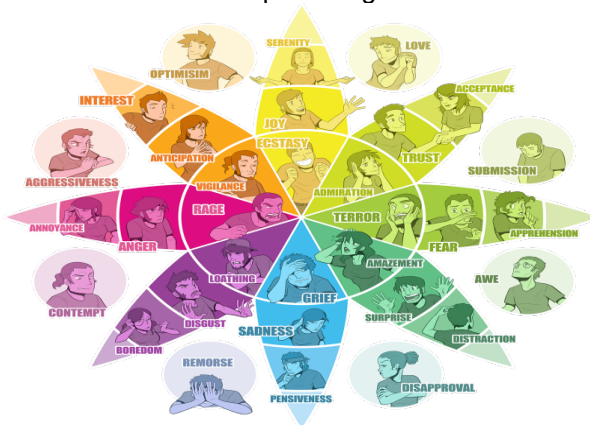 SERENITY
LOVE
OPTIMISIM
INTEREST
ACCEPTANCE
JOY
ECSTASY
ANTICIPATION
TRUST
AGGRESSIVENESS
VIGILANCE
ADMIRATION
SUBMISSION
RAGE
TERROR
ANNOYANCE
ANGER
FEAR
APPREHENSION
LOATHING
AMAZEMENT
AWE
GRIEF
CONTEMPT
DISGUST
SADNESS
SURPRISE
BOREDOM
DISTRACTION
REMORSE
DISAPPROVAL
PENSIVENESS